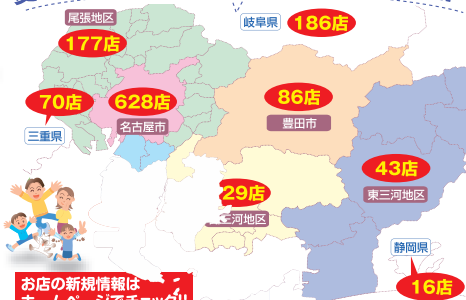 尾張地区
177店
岐阜県
186店
70店
三重県
628店
名古屋市
86店
豊田市
43店
東三河地区
29店
三河地区
静岡県
16店
お店の新規情報は